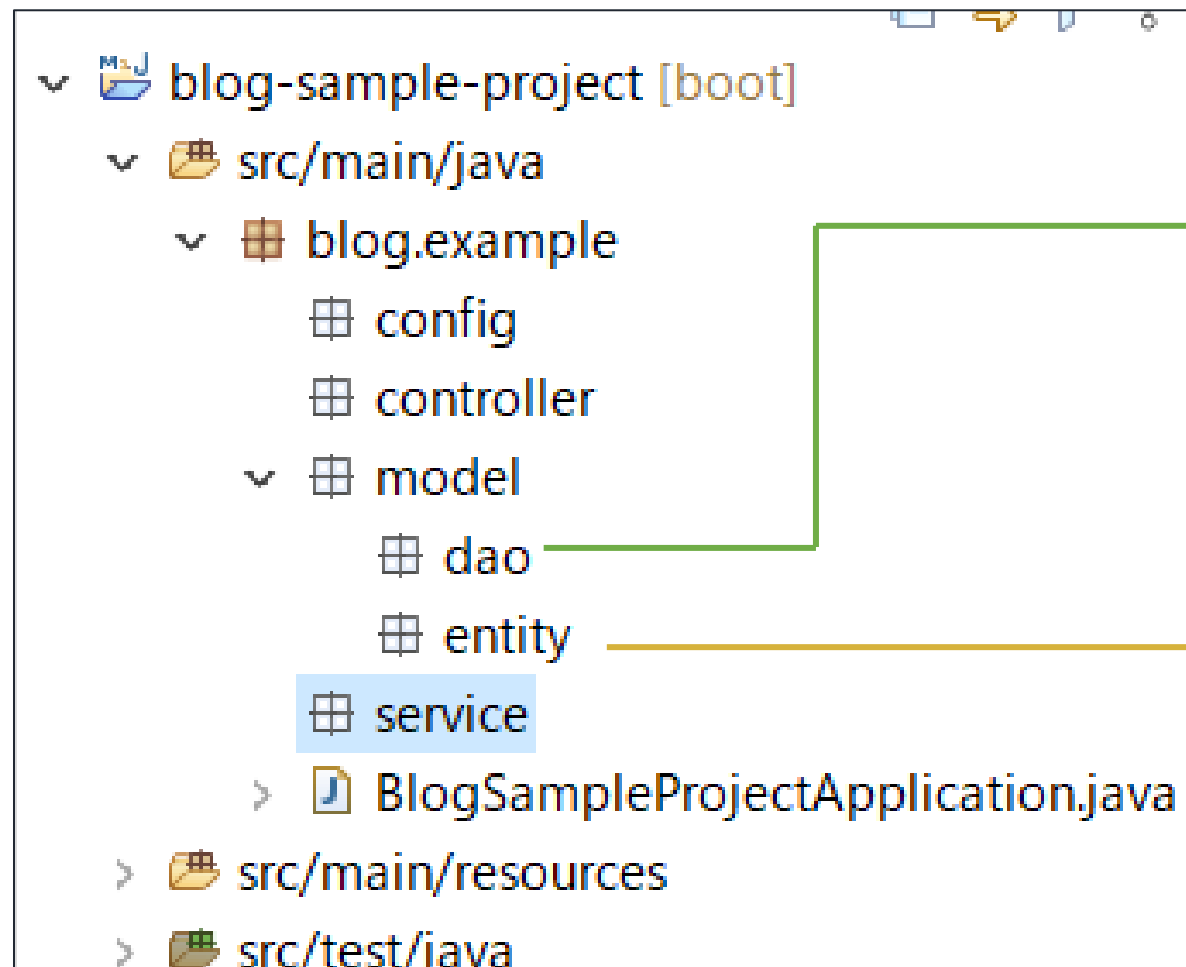 blog-sample-project [boot]
src/main/java
blog.example
config
controller
model
dao
entity
service
BlogSampleProjectApplication.java
src/main/resources
src/test/java